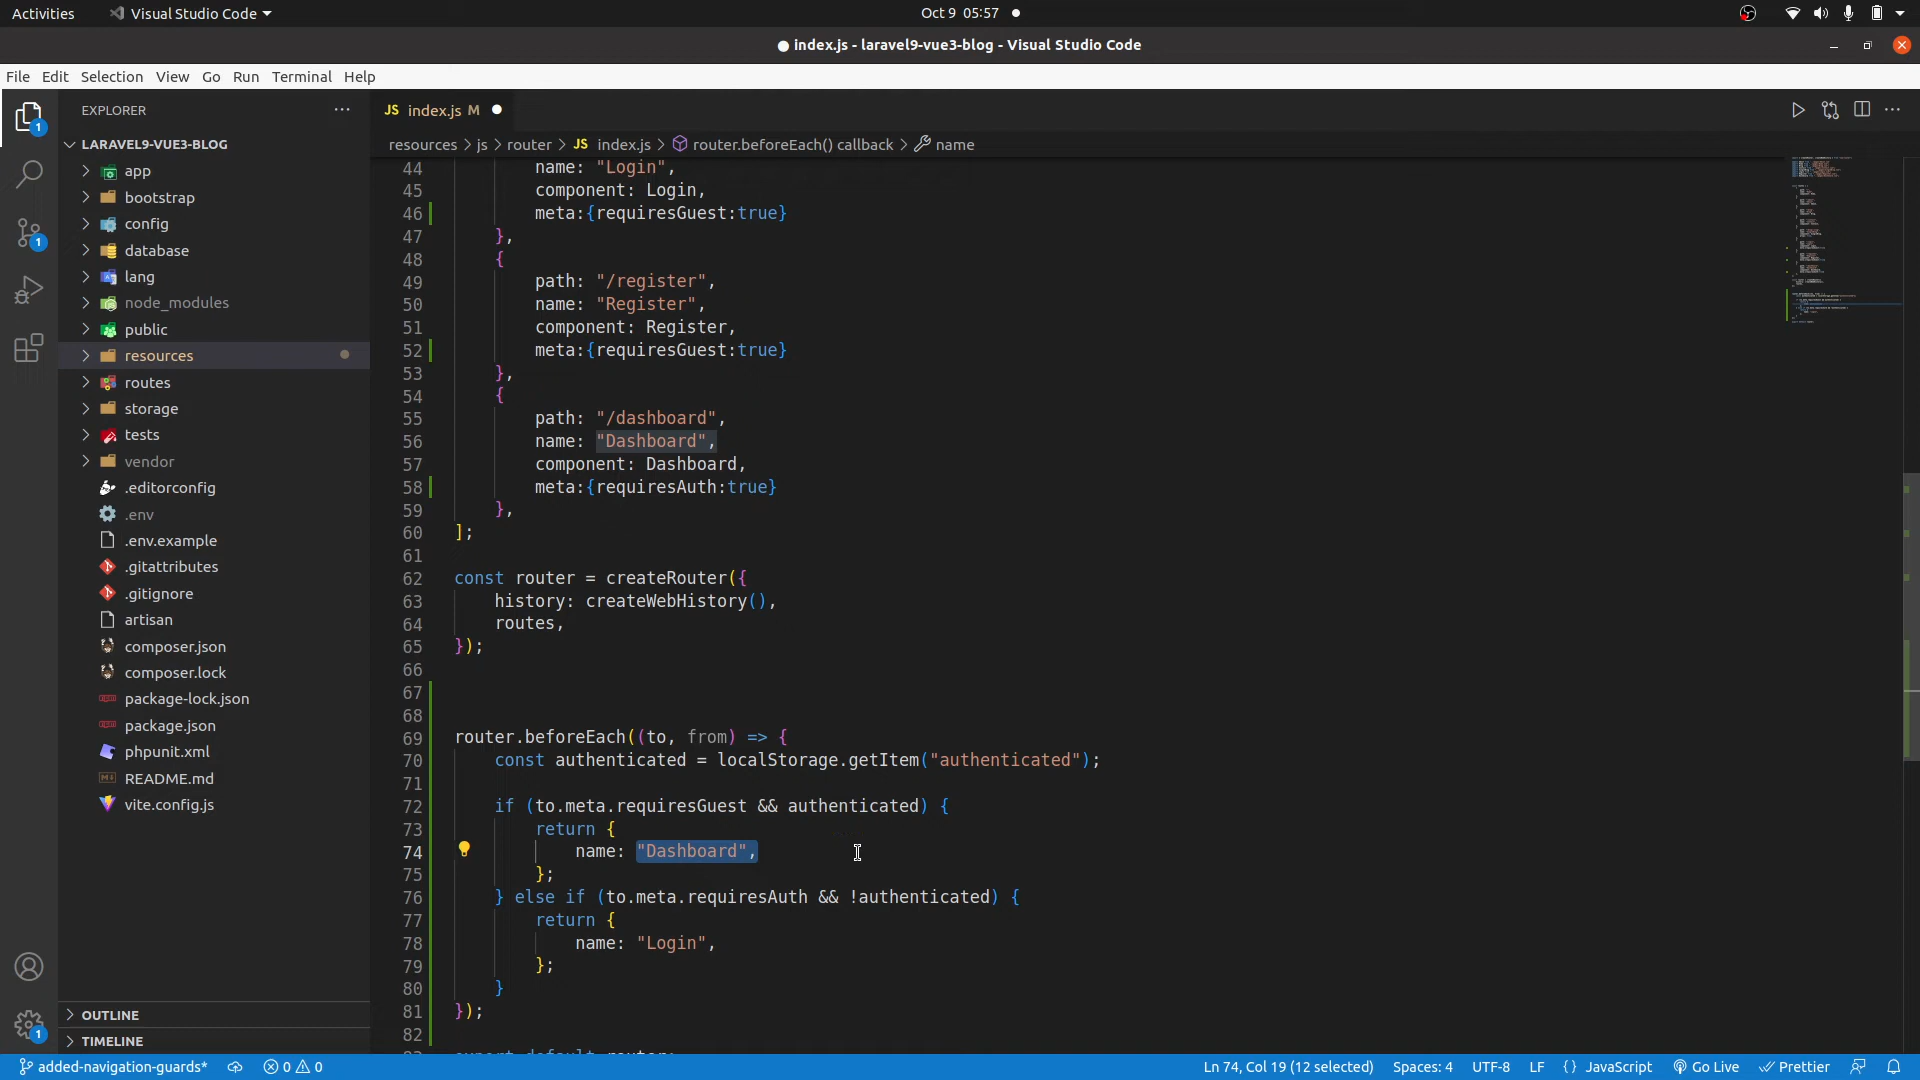 Activities
Visual Studio Code
Oct 9 05:57
index.js - laravel9-vue3-blog - Visual Studio Code
File Edit Selection View Go Run Terminal Help
EXPLORER
LARAVEL9-VUE3-BLOG
app
bootstrap
config
database
lang
node_modules
public
resources
routes
storage
tests
vendor
.editorconfig
.env
.env.example
.gitattributes
.gitignore
artisan
composer.json
composer.lock
package-lock.json
package.json
phpunit.xml
README.md
vite.config.js
OUTLINE
TIMELINE
1
1
1
JS index.js M
resources > js > router > JS index.js > router.beforeEach() callback > name
44 name: "Login",
45 component: Login,
46 meta:{requiresGuest:true}
47 },
48 {
49 path: "/register",
50 name: "Register",
51 component: Register,
52 meta:{requiresGuest:true}
53 },
54 {
55 path: "/dashboard",
56 name: "Dashboard",
57 component: Dashboard,
58 meta:{requiresAuth:true}
59 },
60 ];
61
62 const router = createRouter({
63 history: createWebHistory(),
64 routes,
65 });
66
67
68
69 router.beforeEach((to, from) => {
70 const authenticated = localStorage.getItem("authenticated");
71
72 if (to.meta.requiresGuest && authenticated) {
73 return {
74 name: "Dashboard",
75 };
76 } else if (to.meta.requiresAuth && !authenticated) {
77 return {
78 name: "Login",
79 };
80 }
81 });
82
added-navigation-guards*
0 0
Ln 74, Col 19 (12 selected)
Spaces: 4
UTF-8
LF
{ } JavaScript
Go Live
Prettier